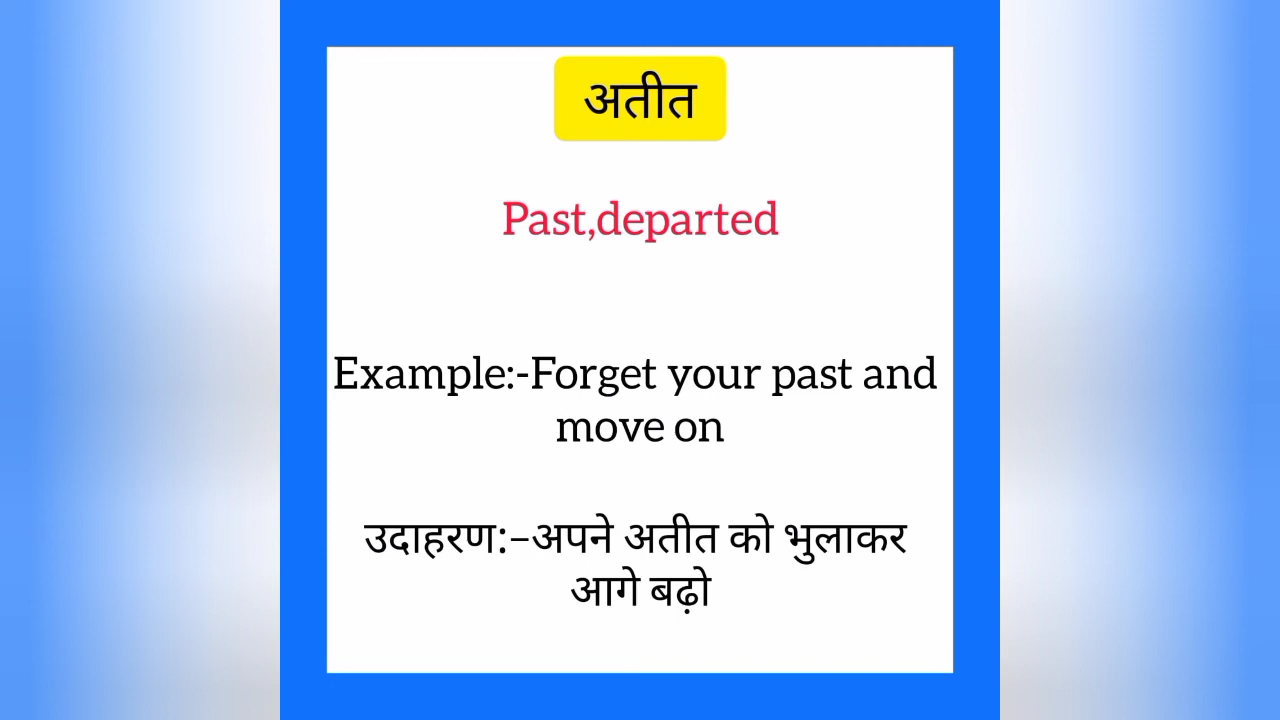 अतीत
Past,departed
Example:-Forget your past and
move on
उदाहरण:–अपने अतीत को भुलाकर
आगे बढ़ो